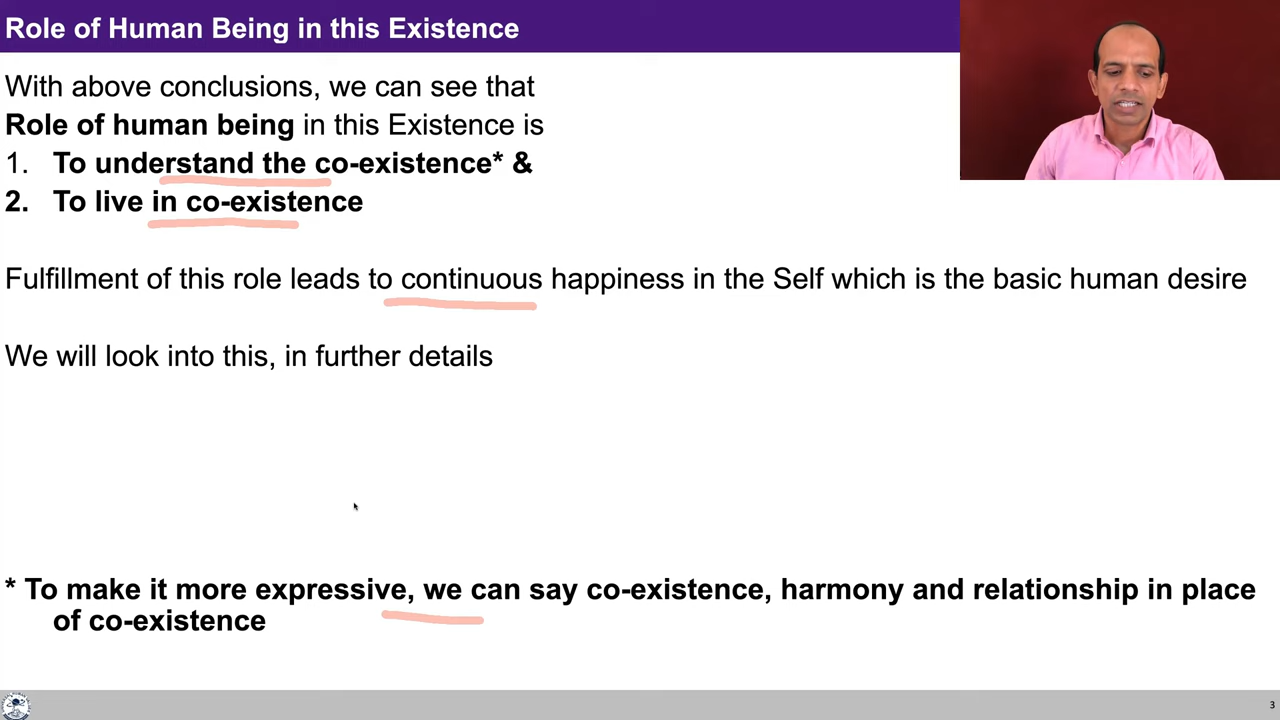 Role of Human Being in this Existence
With above conclusions, we can see that
Role of human being in this Existence is
1. To understand the co-existence* &
2. To live in co-existence
Fulfillment of this role leads to continuous happiness in the Self which is the basic human desire
We will look into this, in further details
* To make it more expressive, we can say co-existence, harmony and relationship in place
of co-existence
3